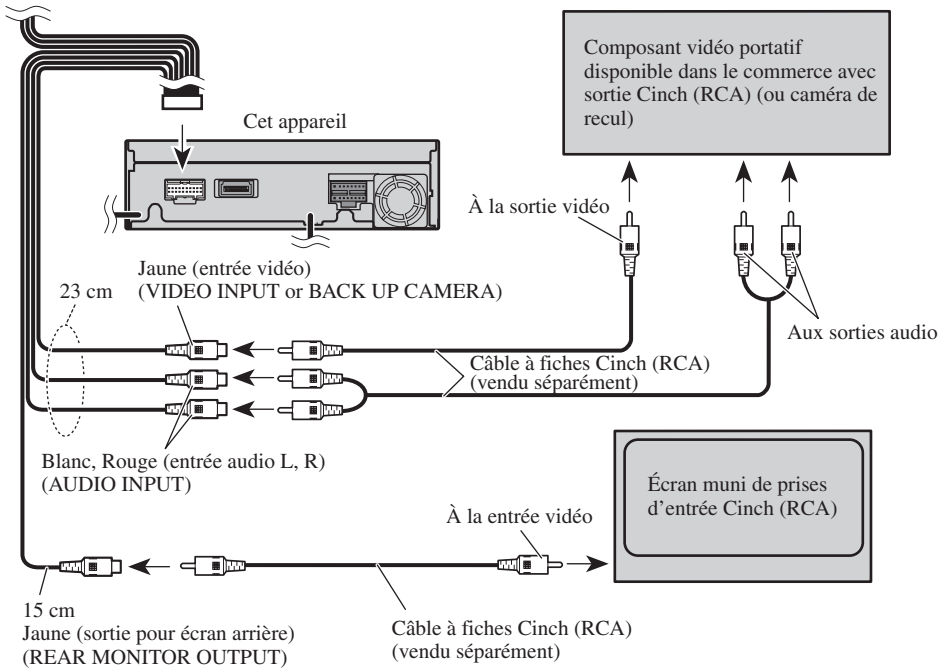 Composant vidéo portatif
disponible dans le commerce avec
sortie Cinch (RCA) (ou caméra de
recul)
Cet appareil
À la sortie vidéo
Jaune (entrée vidéo)
(VIDEO INPUT or BACK UP CAMERA)
23 cm
Aux sorties audio
Câble à fiches Cinch (RCA)
(vendu séparément)
Blanc, Rouge (entrée audio L, R)
(AUDIO INPUT)
Écran muni de prises
d'entrée Cinch (RCA)
À la entrée vidéo
15 cm
Jaune (sortie pour écran arrière)
(REAR MONITOR OUTPUT)
Câble à fiches Cinch (RCA)
(vendu séparément)